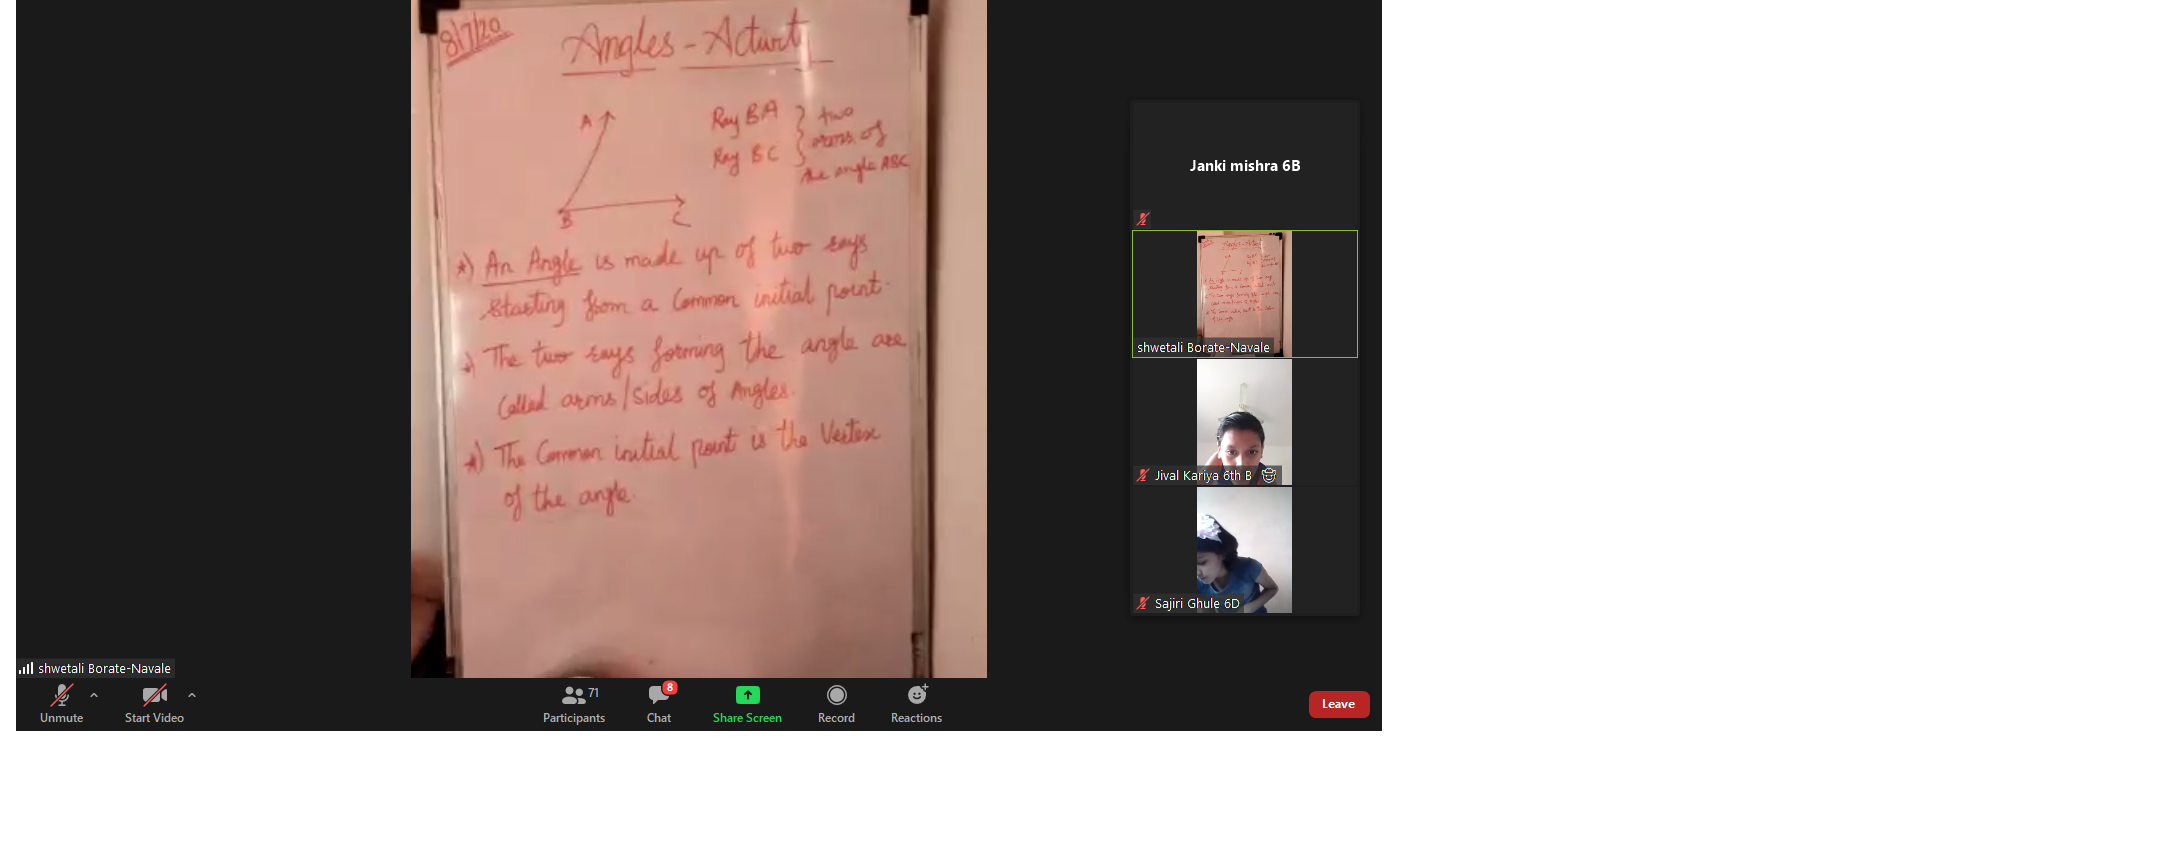 8/7/20
Angles - Activt
A
B
C
Ray BA
Ray BC
two
arms of
the angle ABC
*) An Angle is made up of two rays
starting from a Common initial point.
*) The two rays forming the angle are
Called arms/sides of Angles.
*) The Common initial point is the Vertex
of the angle.
Janki mishra 6B
shwetali Borate-Navale
Jival Kariya 6th B
Sajiri Ghule 6D
shwetali Borate-Navale
Unmute
Start Video
71
Participants
8
Chat
Share Screen
Record
Reactions
Leave